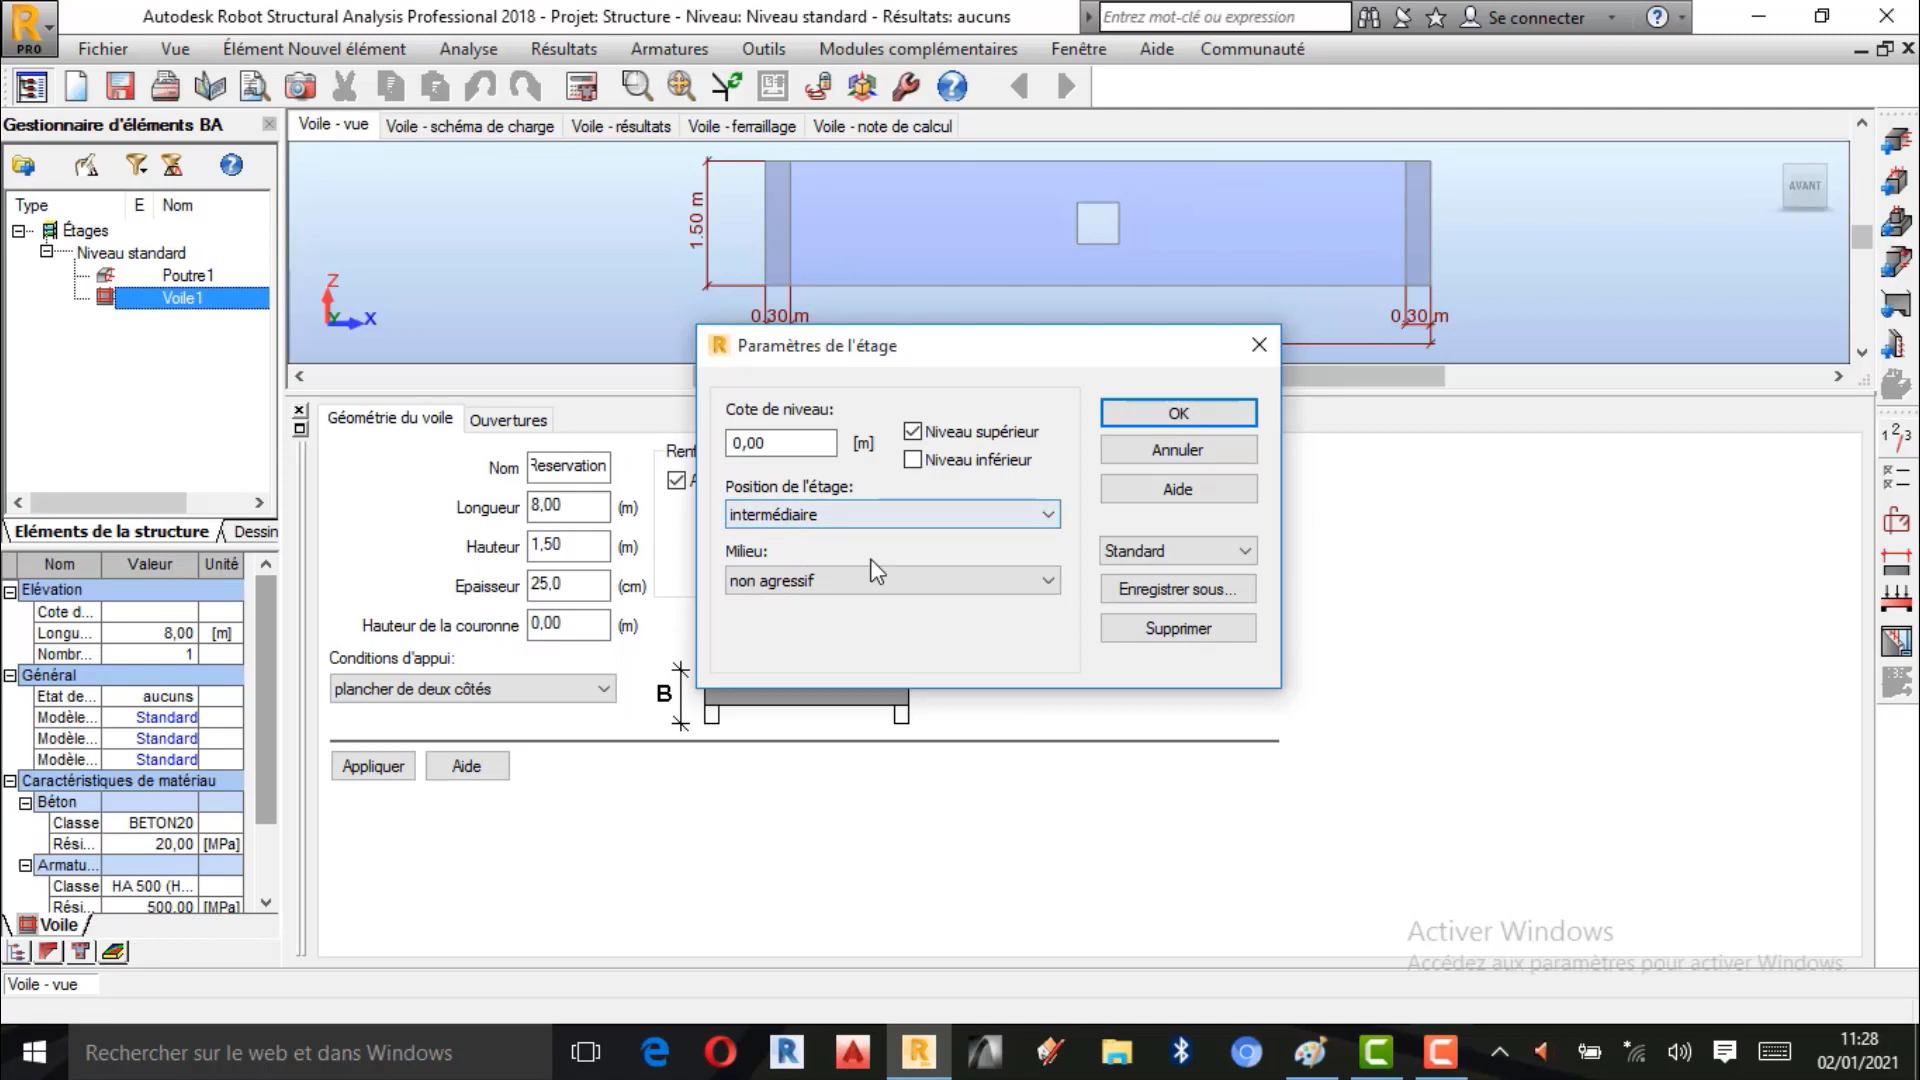 Autodesk Robot Structural Analysis Professional 2018 - Projet: Structure - Niveau: Niveau standard - Résultats: aucuns
Entrez mot-clé ou expression
Se connecter
PRO
Fichier Vue Élément Nouvel élément Analyse Résultats Armatures Outils Modules complémentaires Fenêtre Aide Communauté
Gestionnaire d'éléments BA
Type E Nom
Étages
Niveau standard
Poutre1
Voile1
Eléments de la structure Dessin
Nom Valeur Unité
Elévation
Cote d...
Longu... 8,00 [m]
Nombr... 1
Général
Etat de... aucuns
Modèle... Standard
Modèle... Standard
Modèle... Standard
Caractéristiques de matériau
Béton
Classe BETON20
Rési... 20,00 [MPa]
Armatu...
Classe HA 500 (H...
Rési... 500,00 [MPa]
Voile
Voile - vue Voile - schéma de charge Voile - résultats Voile - ferraillage Voile - note de calcul
1.50 m
AVANT
Z
Y X
0.30 m 0.30 m
Géométrie du voile Ouvertures
Nom Reservation
Longueur 8,00 (m)
Hauteur 1,50 (m)
Epaisseur 25,0 (cm)
Hauteur de la couronne 0,00 (m)
Conditions d'appui:
plancher de deux côtés
Renf
A
B
Appliquer Aide
Paramètres de l'étage
Cote de niveau:
0,00 [m]
Niveau supérieur
Niveau inférieur
Position de l'étage:
intermédiaire
Milieu:
non agressif
OK
Annuler
Aide
Standard
Enregistrer sous...
Supprimer
1 2 3
Activer Windows
Accédez aux paramètres pour activer Windows.
Voile - vue
Rechercher sur le web et dans Windows
11:28
02/01/2021